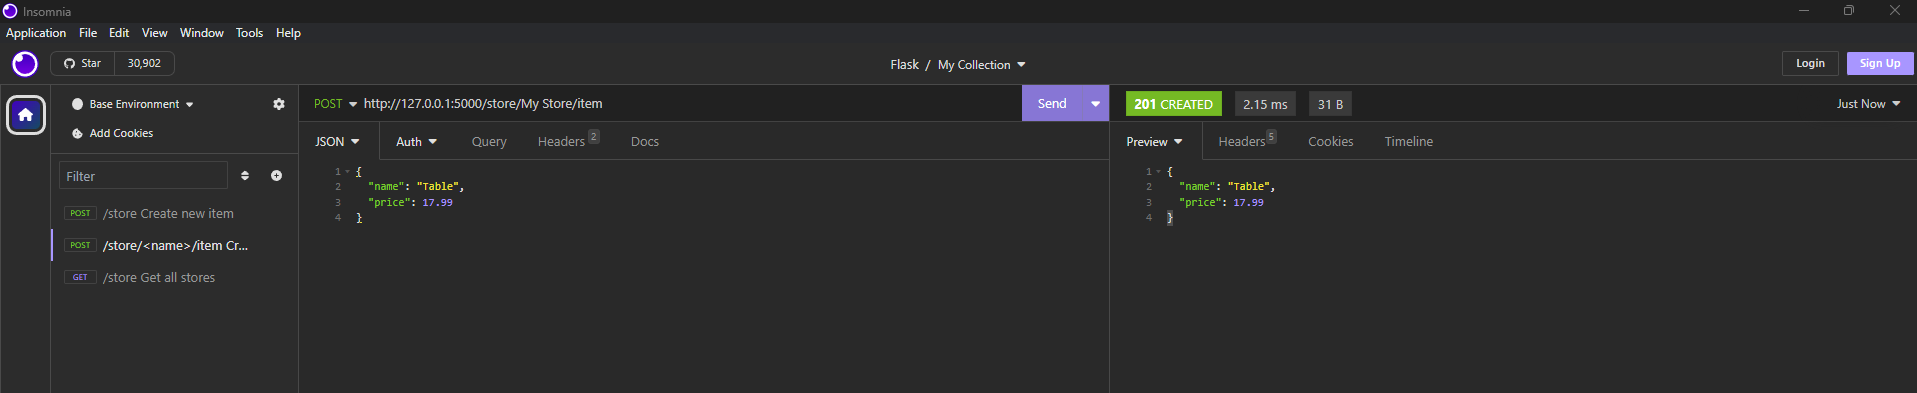 Insomnia
Application File Edit View Window Tools Help
Star 30,902
Flask / My Collection
Login Sign Up
Base Environment
Add Cookies
Filter
POST /store Create new item
POST /store/<name>/item Cr...
GET /store Get all stores
POST http://127.0.0.1:5000/store/My Store/item Send
JSON Auth Query Headers 2 Docs
1 {
2 "name": "Table",
3 "price": 17.99
4 }
201 CREATED 2.15 ms 31 B Just Now
Preview Headers 5 Cookies Timeline
1 {
2 "name": "Table",
3 "price": 17.99
4 }